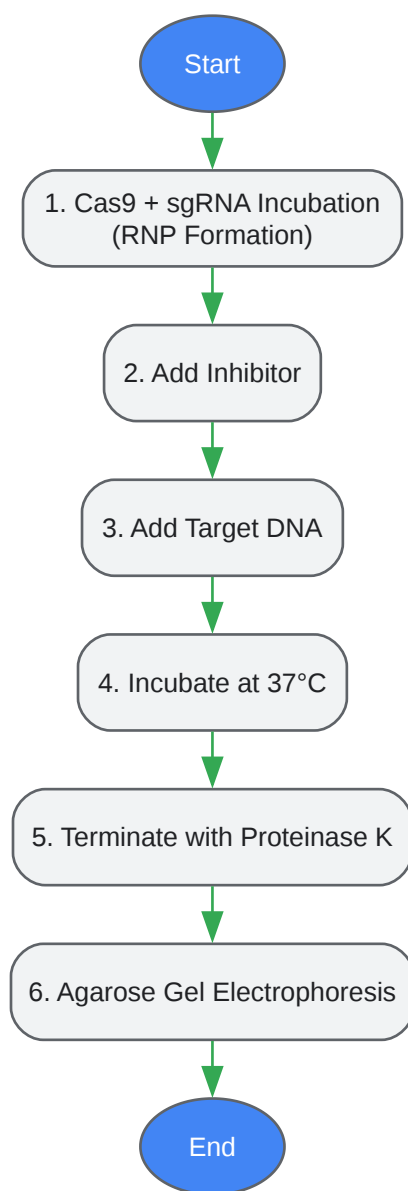 Start
1. Cas9 + sgRNA Incubation
(RNP Formation)
2. Add Inhibitor
3. Add Target DNA
4. Incubate at 37°C
5. Terminate with Proteinase K
6. Agarose Gel Electrophoresis
End